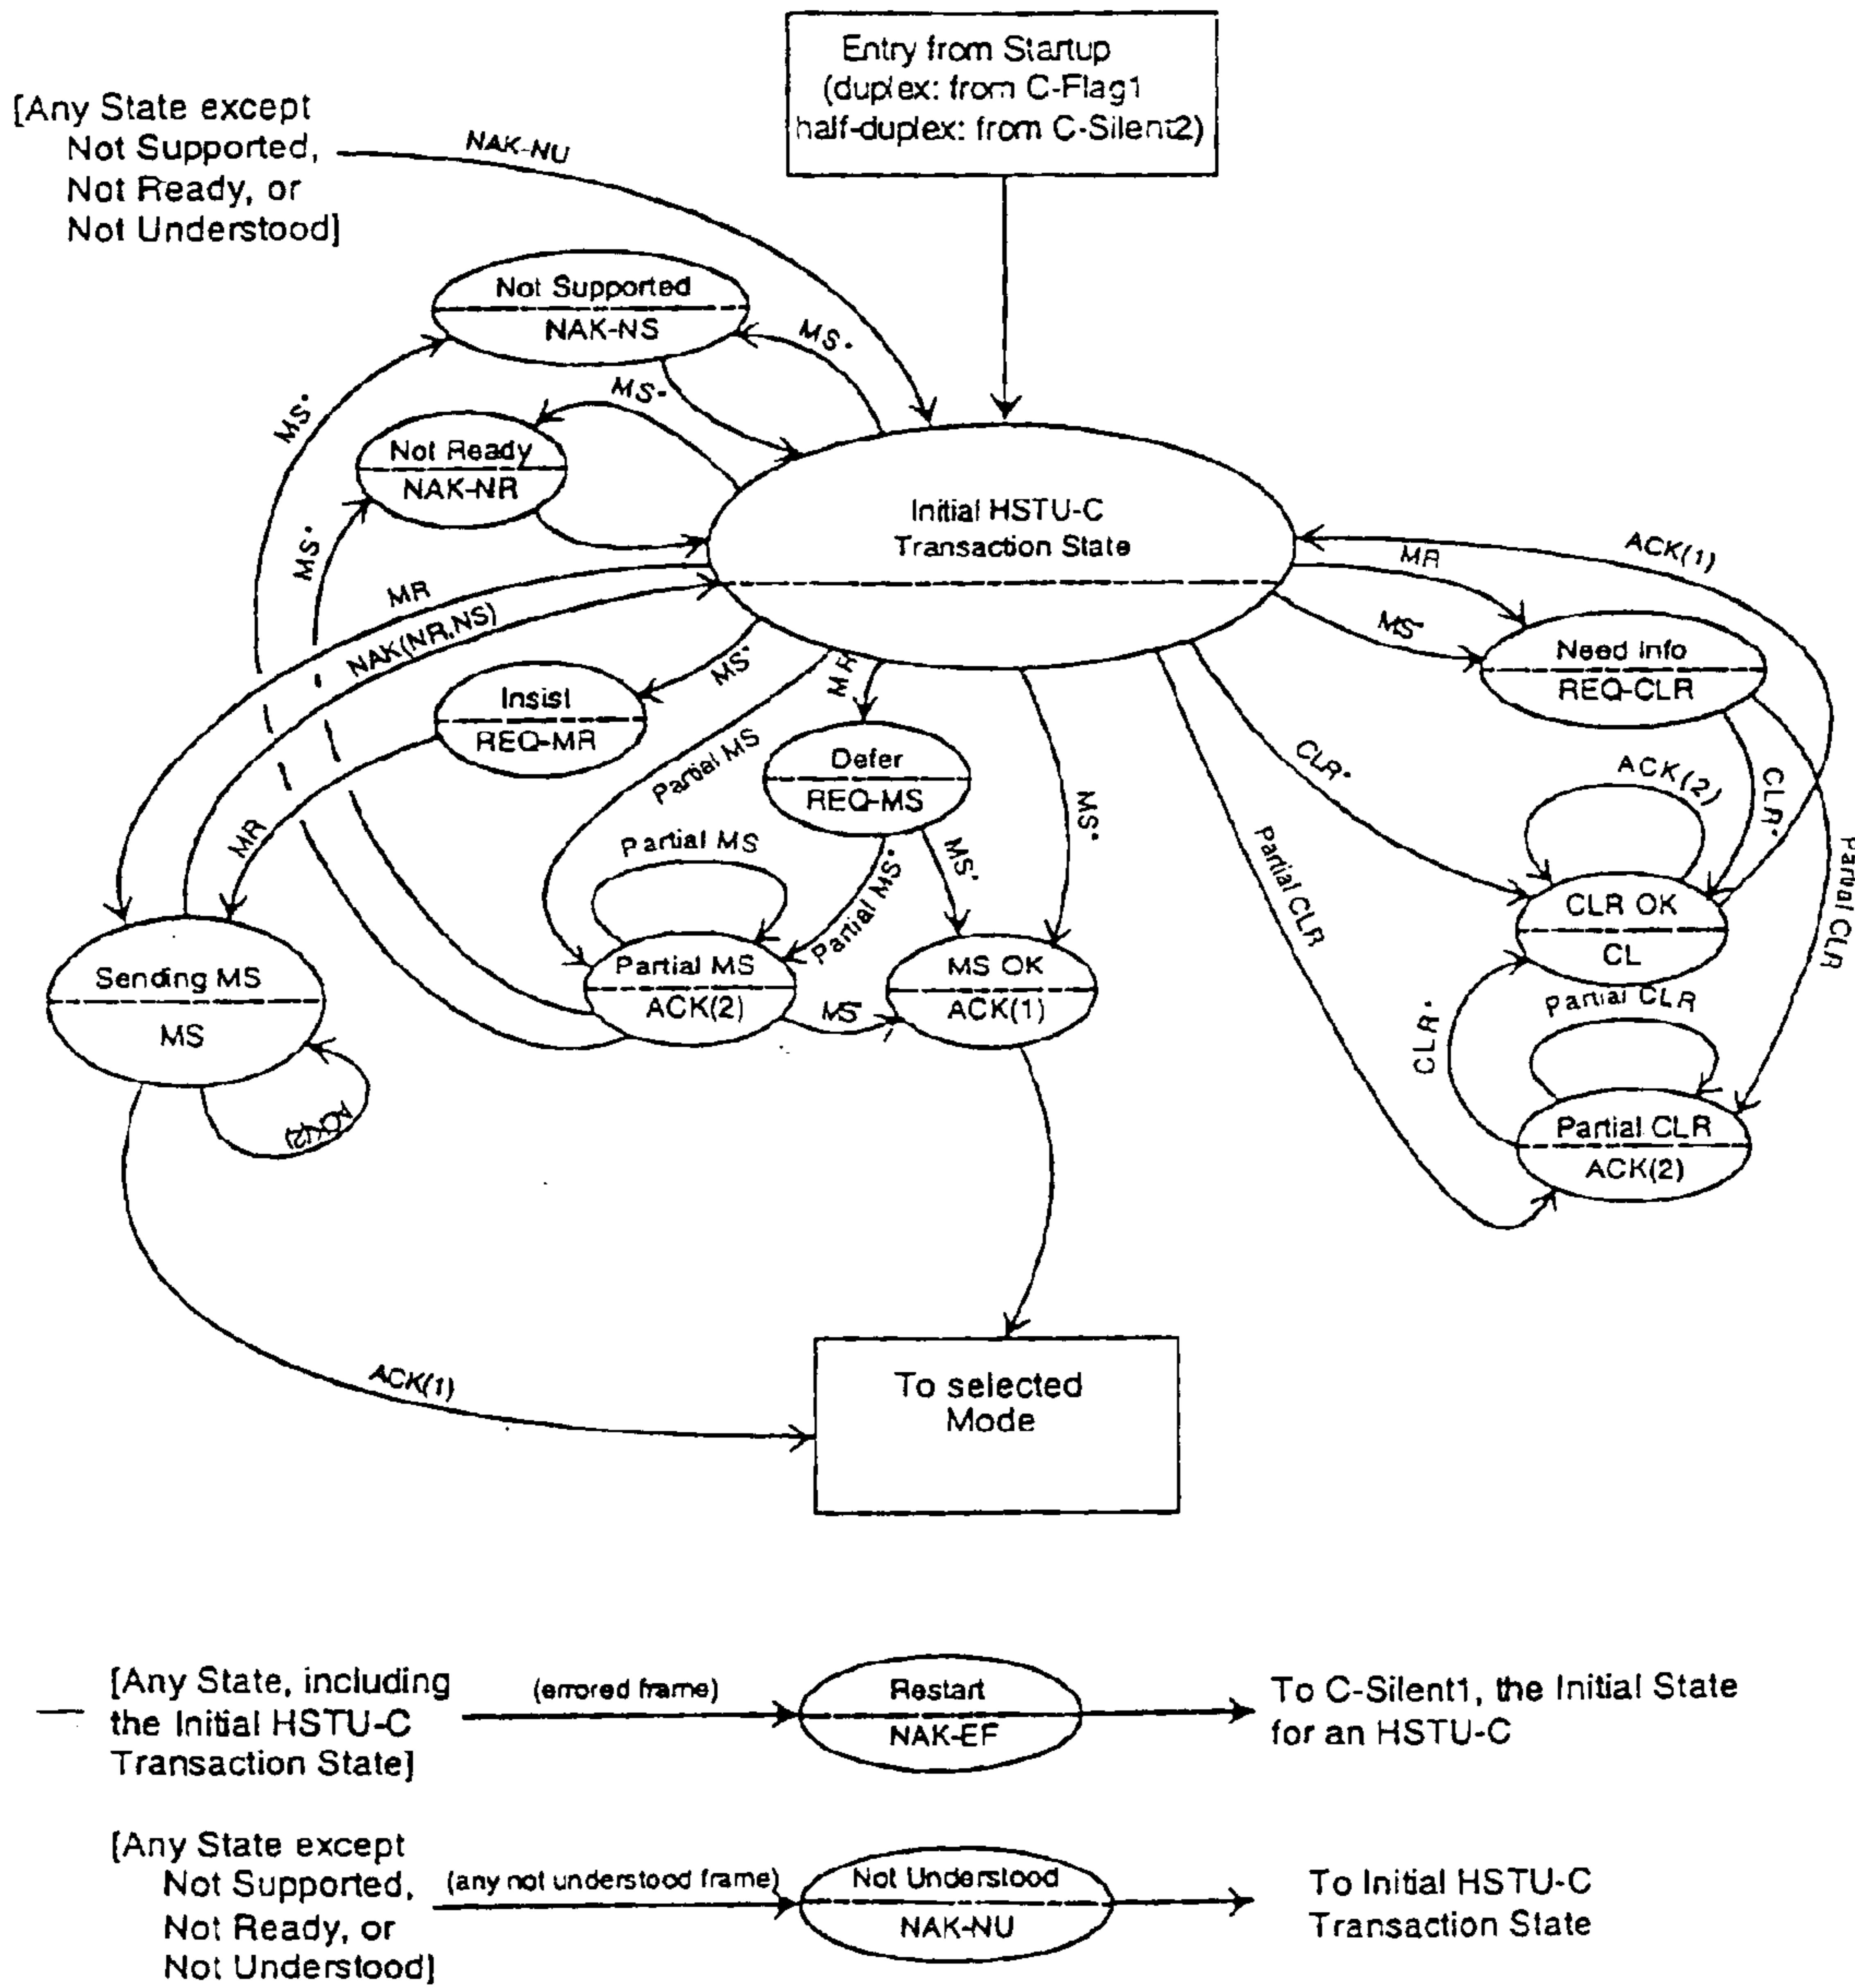 Entry from Startup
(duplex: from C-Flag1
half-duplex: from C-Silent2)
[Any State except
Not Supported,
Not Ready, or
Not Understood]
NAK-NU
Not Supported
NAK-NS
MS*
MS*
MS*
Not Ready
NAK-NR
MS*
Initial HSTU-C
Transaction State
MR
NAK(NR,NS)
ACK(1)
MR
MS*
Need Info
REQ-CLR
MS*
Insist
REQ-MR
MR
Partial MS
MR
Defer
REQ-MS
MS*
CLR*
Partial CLR
ACK(2)
CLR*
Partial CLR
Partial MS
Partial MS*
MS*
CLR OK
CL
Sending MS
MS
ACK(2)
Partial MS
ACK(2)
MS*
MS OK
ACK(1)
CLR*
Partial CLR
Partial CLR
ACK(2)
ACK(1)
To selected
Mode
[Any State, including
the Initial HSTU-C
Transaction State]
(errored frame)
Restart
NAK-EF
To C-Silent1, the Initial State
for an HSTU-C
[Any State except
Not Supported,
Not Ready, or
Not Understood]
(any not understood frame)
Not Understood
NAK-NU
To Initial HSTU-C
Transaction State